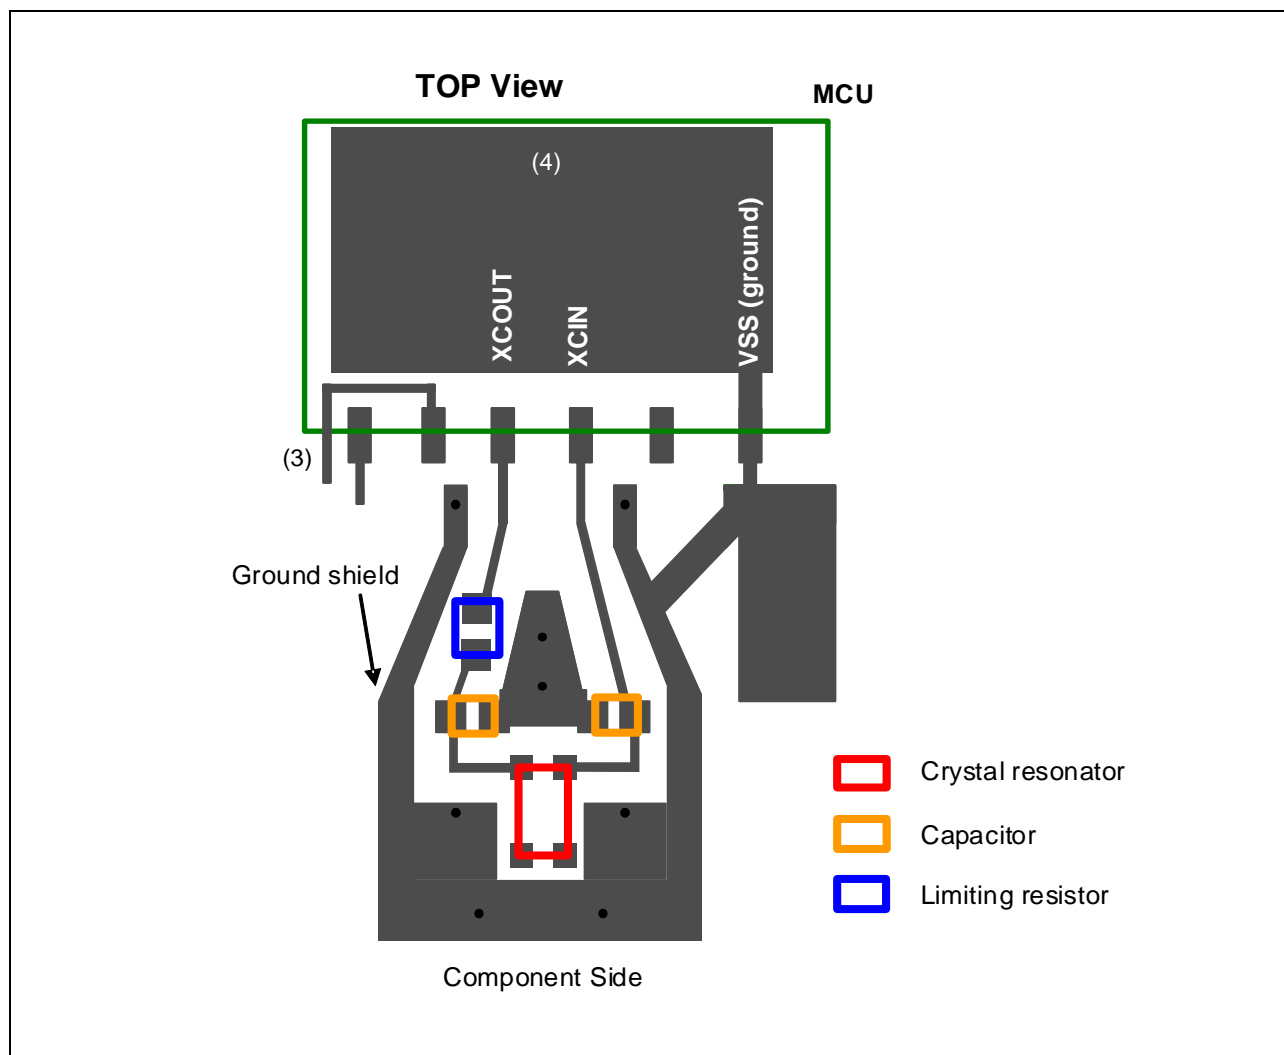 TOP View
MCU
(4)
XCOUT
XCIN
VSS (ground)
(3)
Ground shield
Crystal resonator
Capacitor
Limiting resistor
Component Side